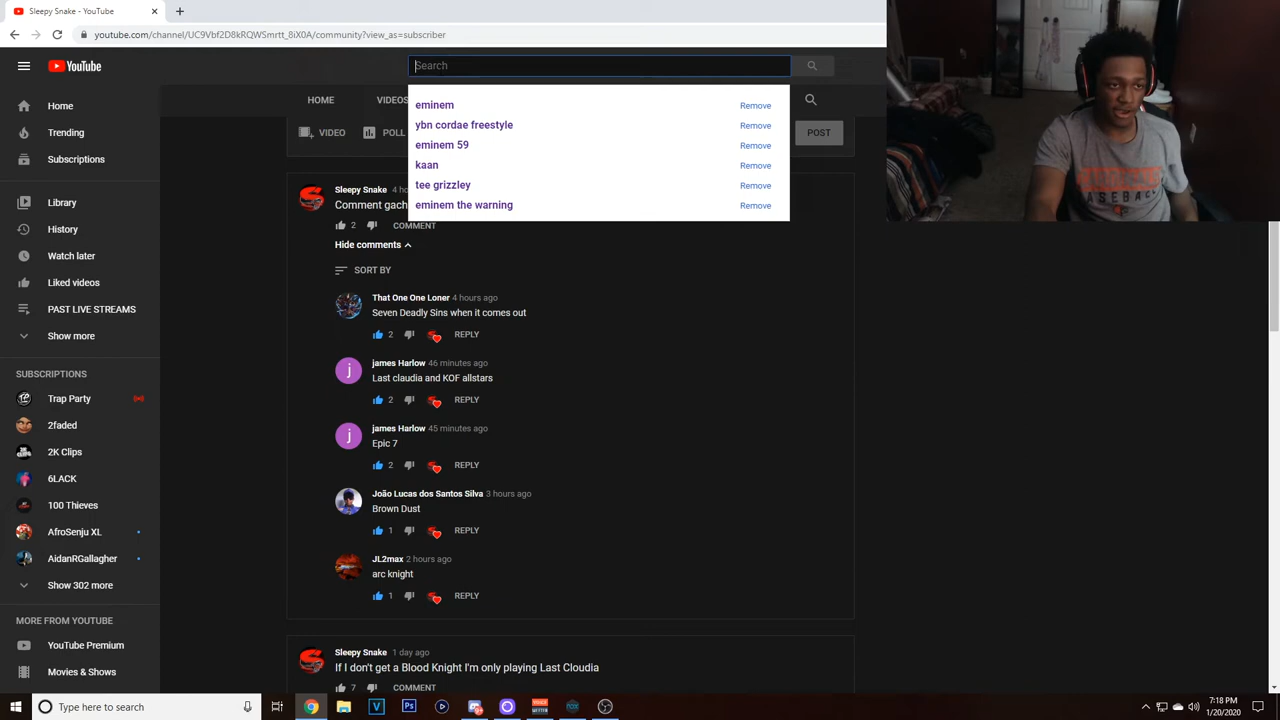 Sleepy Snake - YouTube
youtube.com/channel/UC9Vbf2D8kRQWSmrtt_8iX0A/community?view_as=subscriber
YouTube
Search
eminem Remove
ybn cordae freestyle Remove
eminem 59 Remove
kaan Remove
tee grizzley Remove
eminem the warning Remove
Home
Trending
Subscriptions
Library
History
Watch later
Liked videos
PAST LIVE STREAMS
Show more
SUBSCRIPTIONS
Trap Party
2faded
2K Clips
6LACK
100 Thieves
AfroSenju XL
AidanRGallagher
Show 302 more
MORE FROM YOUTUBE
YouTube Premium
Movies & Shows
HOME VIDEOS
VIDEO POLL POST
Sleepy Snake 4 ho
Comment gach
2 COMMENT
Hide comments
SORT BY
That One One Loner 4 hours ago
Seven Deadly Sins when it comes out
2 REPLY
james Harlow 46 minutes ago
Last claudia and KOF allstars
2 REPLY
james Harlow 45 minutes ago
Epic 7
2 REPLY
João Lucas dos Santos Silva 3 hours ago
Brown Dust
1 REPLY
JL2max 2 hours ago
arc knight
1 REPLY
Sleepy Snake 1 day ago
If I don't get a Blood Knight I'm only playing Last Cloudia
7 COMMENT
Type here to search
7:18 PM
1/20/2020